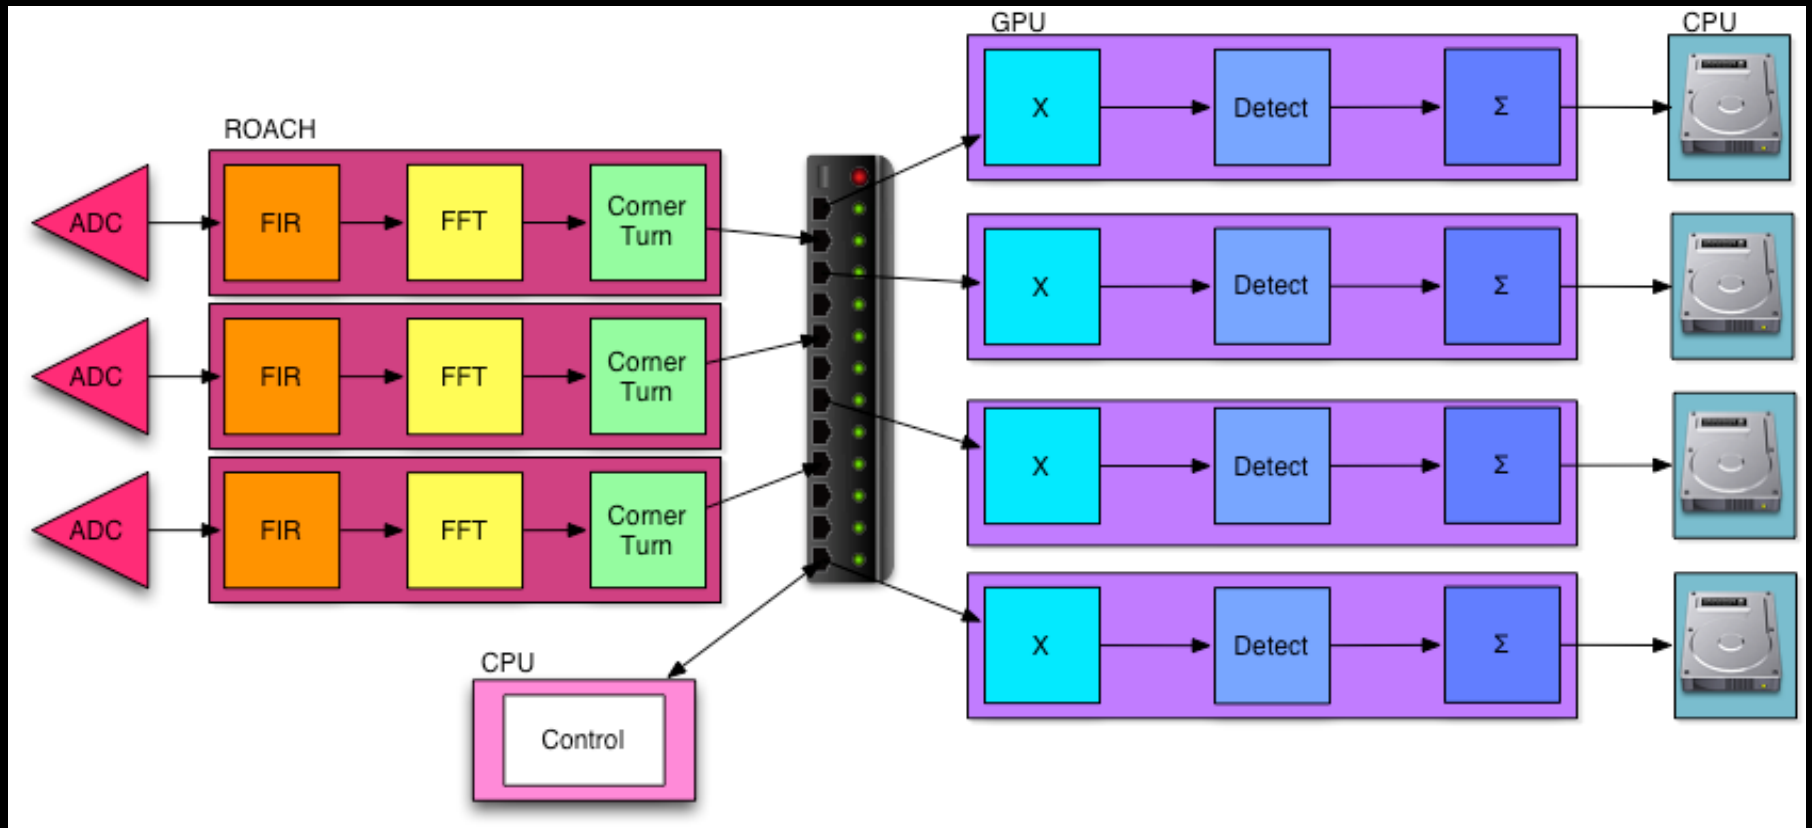 GPU
CPU
X
Detect
Σ
ROACH
ADC
FIR
FFT
Corner
Turn
X
Detect
Σ
ADC
FIR
FFT
Corner
Turn
X
Detect
Σ
ADC
FIR
FFT
Corner
Turn
X
Detect
Σ
CPU
Control